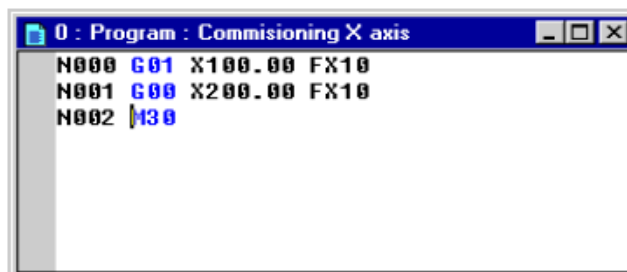 0 : Program : Commisioning X axis
N000 G01 X100.00 FX10
N001 G00 X200.00 FX10
N002 M30